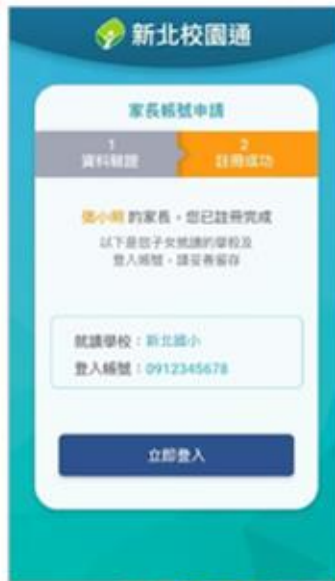 新北校園通
家長帳號申請
1
資料驗證
2
註冊成功
張小明 的家長，您已註冊完成
以下是您子女就讀的學校及
登入帳號，請妥善留存
就讀學校：新北國小
登入帳號：0912345678
立即登入